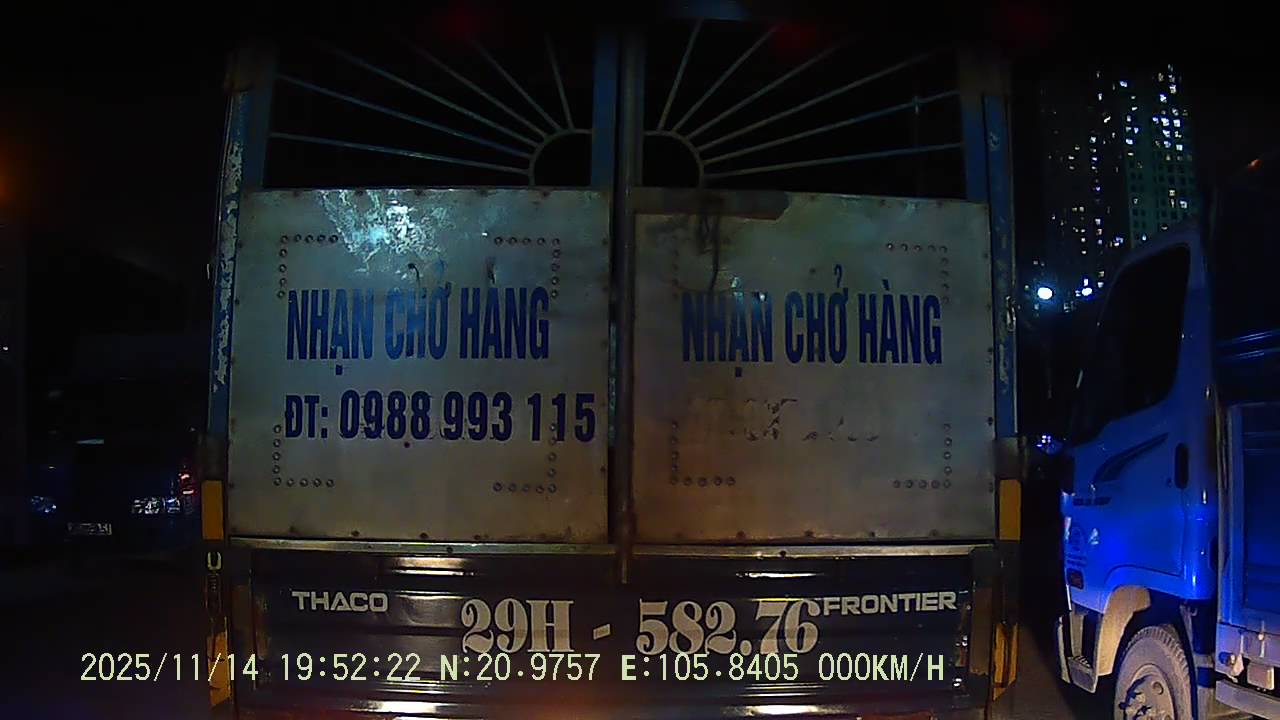 NHẬN CHỞ HÀNG
ĐT: 0988 993 115
NHẬN CHỞ HÀNG
THACO
FRONTIER
29H - 582.76
2025/11/14 19:52:22 N:20.9757 E:105.8405 000KM/H